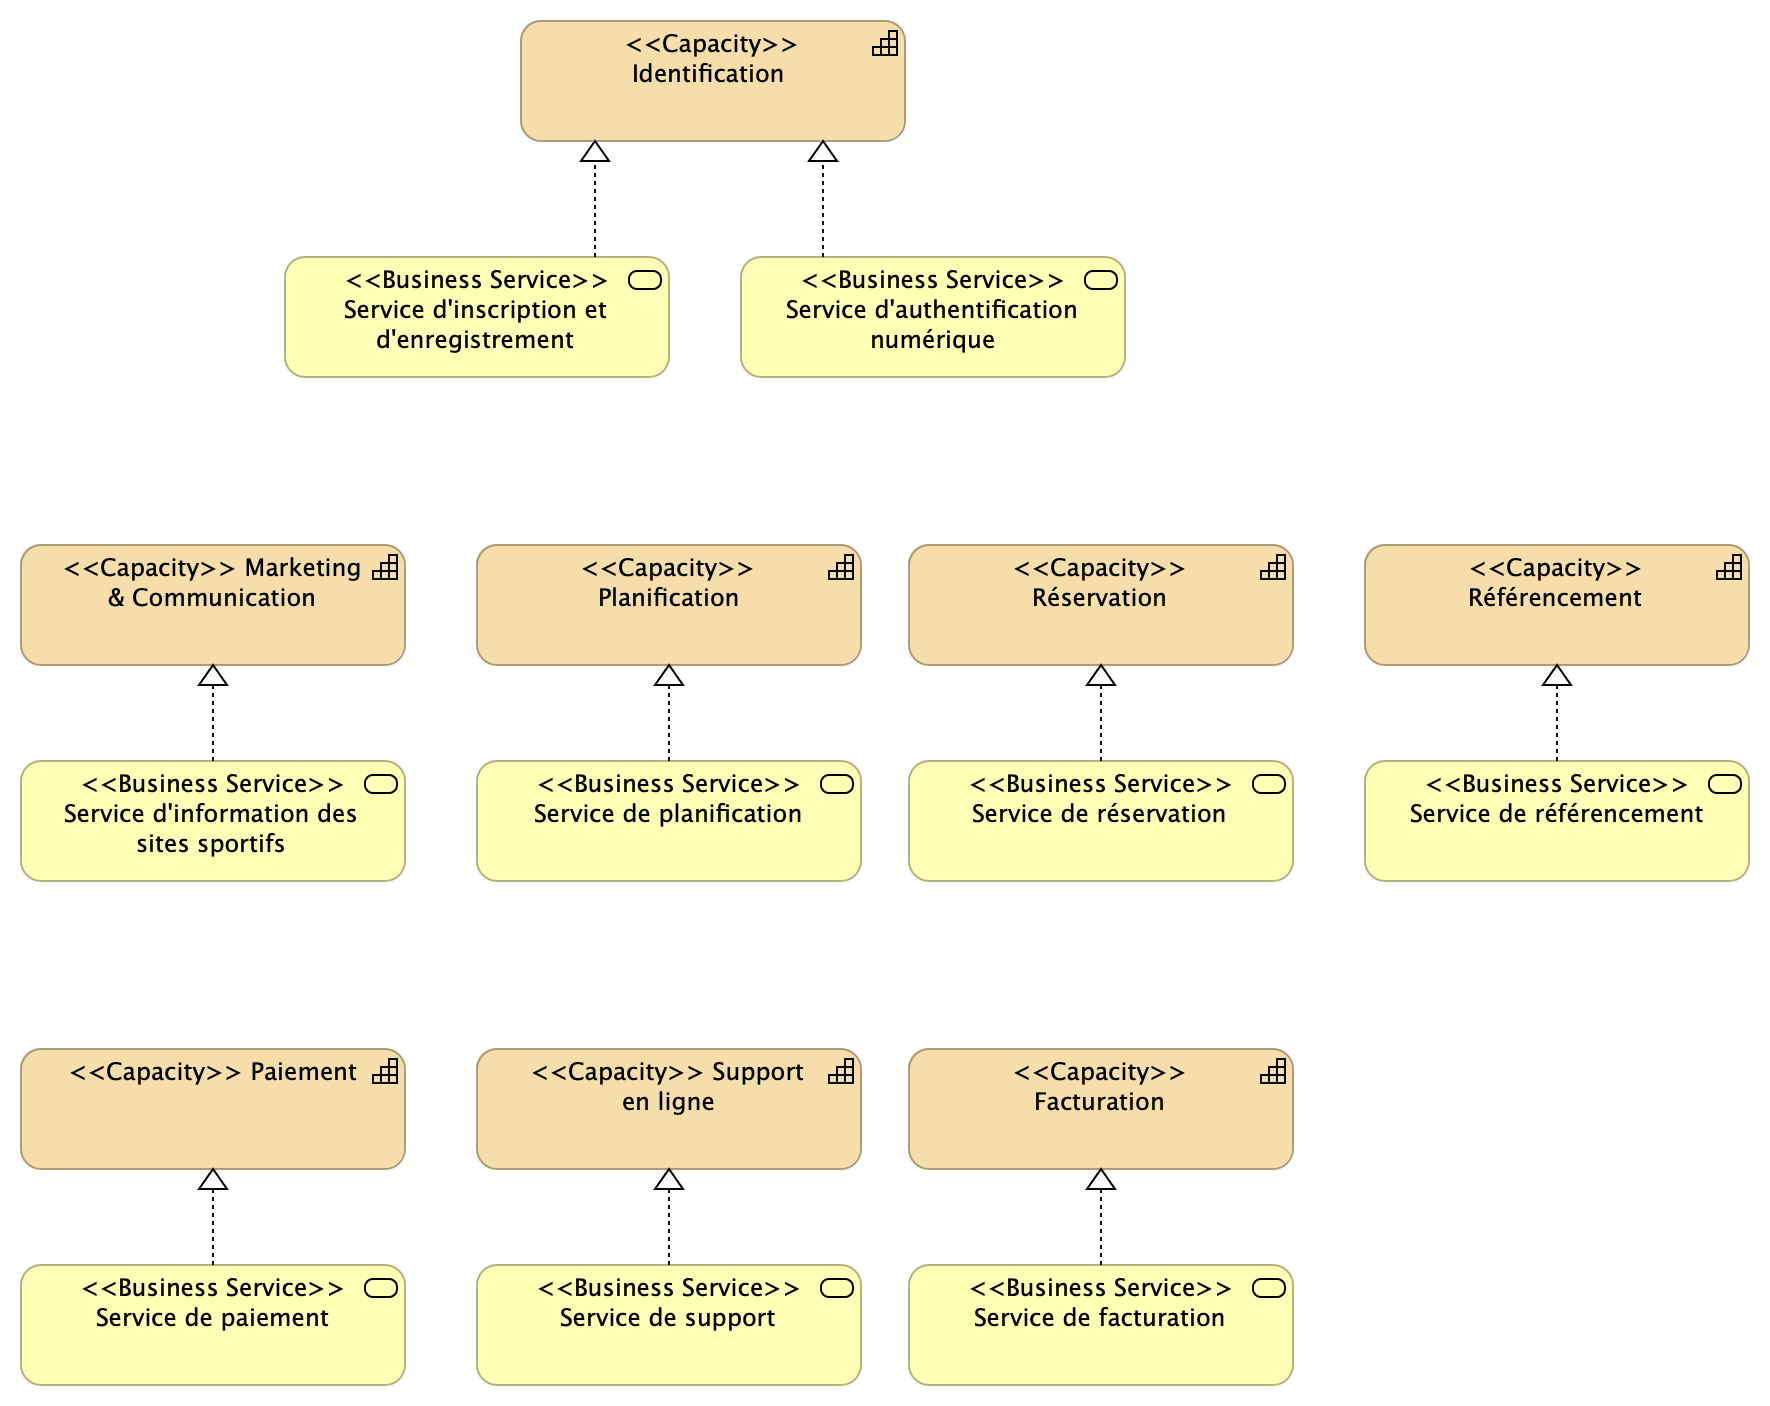 <<Capacity>>
Identification
<<Business Service>>
Service d'inscription et
d'enregistrement
<<Business Service>>
Service d'authentification
numérique
<<Capacity>> Marketing
& Communication
<<Capacity>>
Planification
<<Capacity>>
Réservation
<<Capacity>>
Référencement
<<Business Service>>
Service d'information des
sites sportifs
<<Business Service>>
Service de planification
<<Business Service>>
Service de réservation
<<Business Service>>
Service de référencement
<<Capacity>> Paiement
<<Capacity>> Support
en ligne
<<Capacity>>
Facturation
<<Business Service>>
Service de paiement
<<Business Service>>
Service de support
<<Business Service>>
Service de facturation